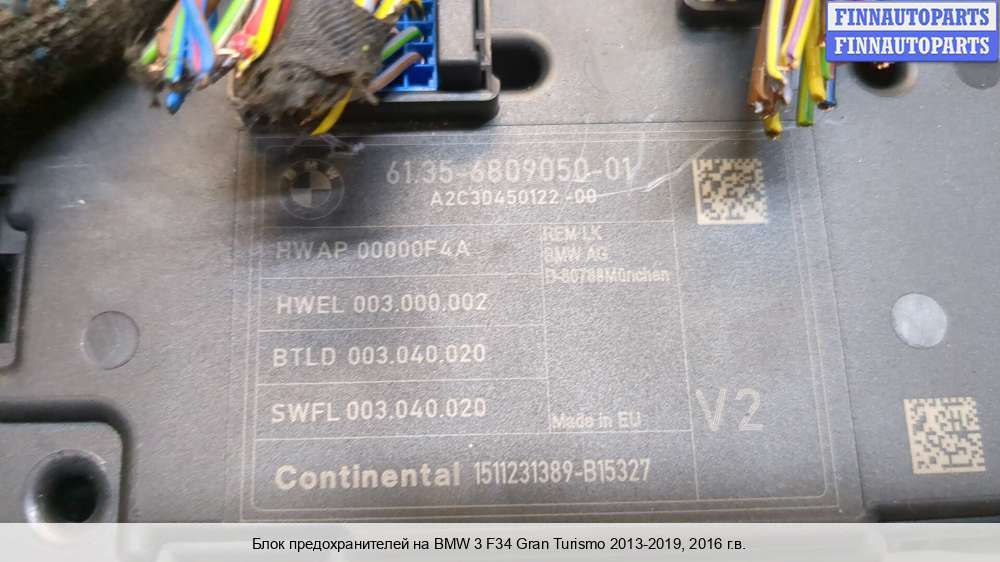 FINNAUTOPARTS
FINNAUTOPARTS
BMW
61.35-6809050-01
A2C30450122-00
HWAP 00000F4A
REM LK
BMW AG
D-80788München
HWEL 003.000.002
BTLD 003.040.020
SWFL 003.040.020
Made in EU
V2
Continental 1511231389-B15327
Блок предохранителей на BMW 3 F34 Gran Turismo 2013-2019, 2016 г.в.